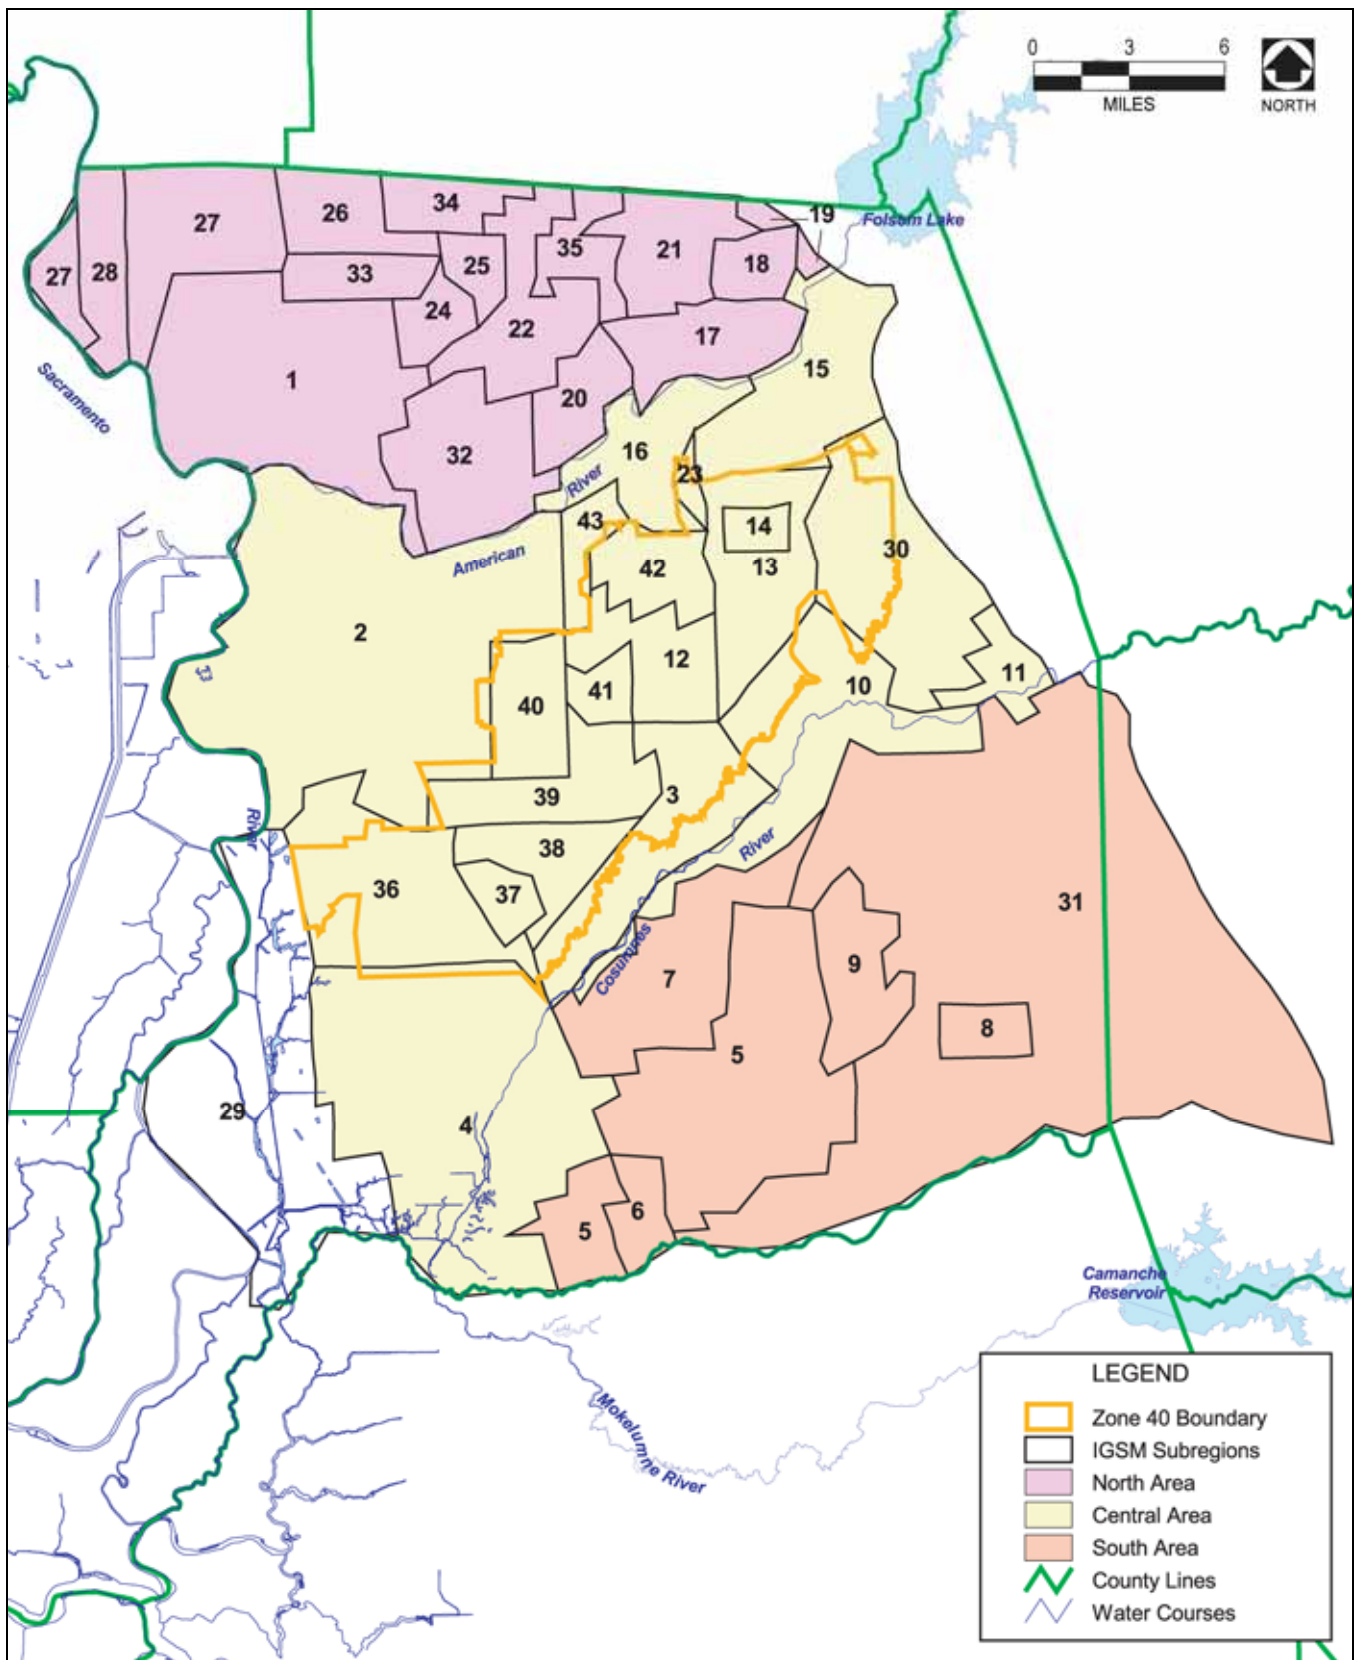 0 3 6
MILES
NORTH
Folsom Lake
19
34
26
27
35
21
18
25
33
27
28
24
22
17
15
1
20
32
16
23
Sacramento
River
American
43
14
13
42
30
2
12
11
41
40
10
39
3
38
River
36
37
River
Cosumnes
7
9
31
8
5
29
4
6
5
Camanche
Reservoir
Mokelumne River
LEGEND
Zone 40 Boundary
IGSM Subregions
North Area
Central Area
South Area
County Lines
Water Courses